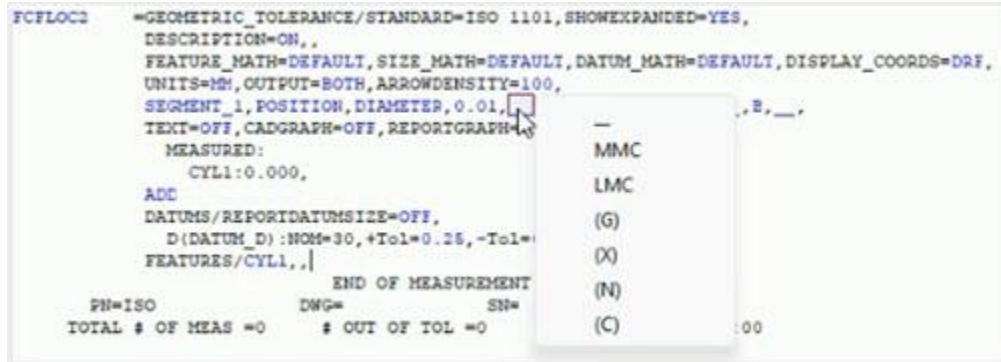 FCFLOC2 =GEOMETRIC_TOLERANCE/STANDARD=ISO 1101,SHOWEXPANDED=YES,
DESCRIPTION=ON,,
FEATURE_MATH=DEFAULT,SIZE_MATH=DEFAULT,DATUM_MATH=DEFAULT,DISPLAY_COORDS=DRF,
UNITS=MM,OUTPUT=BOTH,ARROWDENSITY=100,
SEGMENT_1,POSITION,DIAMETER,0.01,__ ,B,__,
TEXT=OFF,CADGRAPH=OFF,REPORTGRAPH=
MEASURED:
CYL1:0.000,
ADD
DATUMS/REPORTDATUMSIZE=OFF,
D(DATUM_D):NOM=30,+Tol=0.25,-Tol=
FEATURES/CYL1,,
END OF MEASUREMENT
PN=ISO DWG= SN=
TOTAL # OF MEAS =0 # OUT OF TOL =0 :00
_
MMC
LMC
(G)
(X)
(N)
(C)